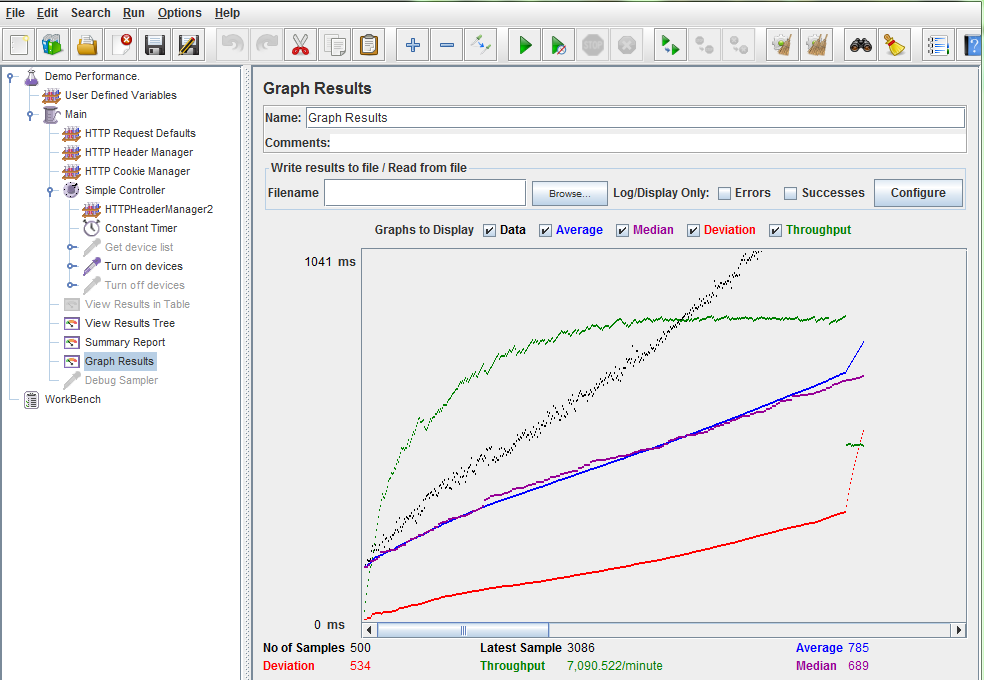 File Edit Search Run Options Help
Demo Performance.
User Defined Variables
Main
HTTP Request Defaults
HTTP Header Manager
HTTP Cookie Manager
Simple Controller
HTTPHeaderManager2
Constant Timer
Get device list
Turn on devices
Turn off devices
View Results in Table
View Results Tree
Summary Report
Graph Results
Debug Sampler
WorkBench
Graph Results
Name: Graph Results
Comments:
Write results to file / Read from file
Filename Browse... Log/Display Only: Errors Successes Configure
Graphs to Display Data Average Median Deviation Throughput
1041 ms
0 ms
No of Samples 500 Latest Sample 3086 Average 785
Deviation 534 Throughput 7,090.522/minute Median 689